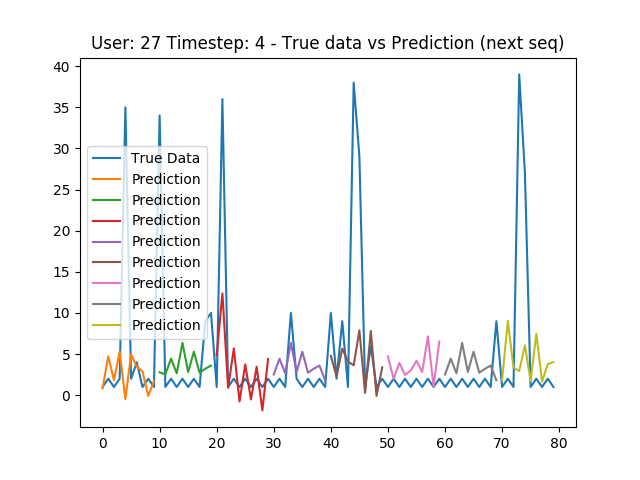 User: 27 Timestep: 4 - True data vs Prediction (next seq)
40
35
30
25
20
15
10
5
0
True Data
Prediction
Prediction
Prediction
Prediction
Prediction
Prediction
Prediction
Prediction
0 10 20 30 40 50 60 70 80